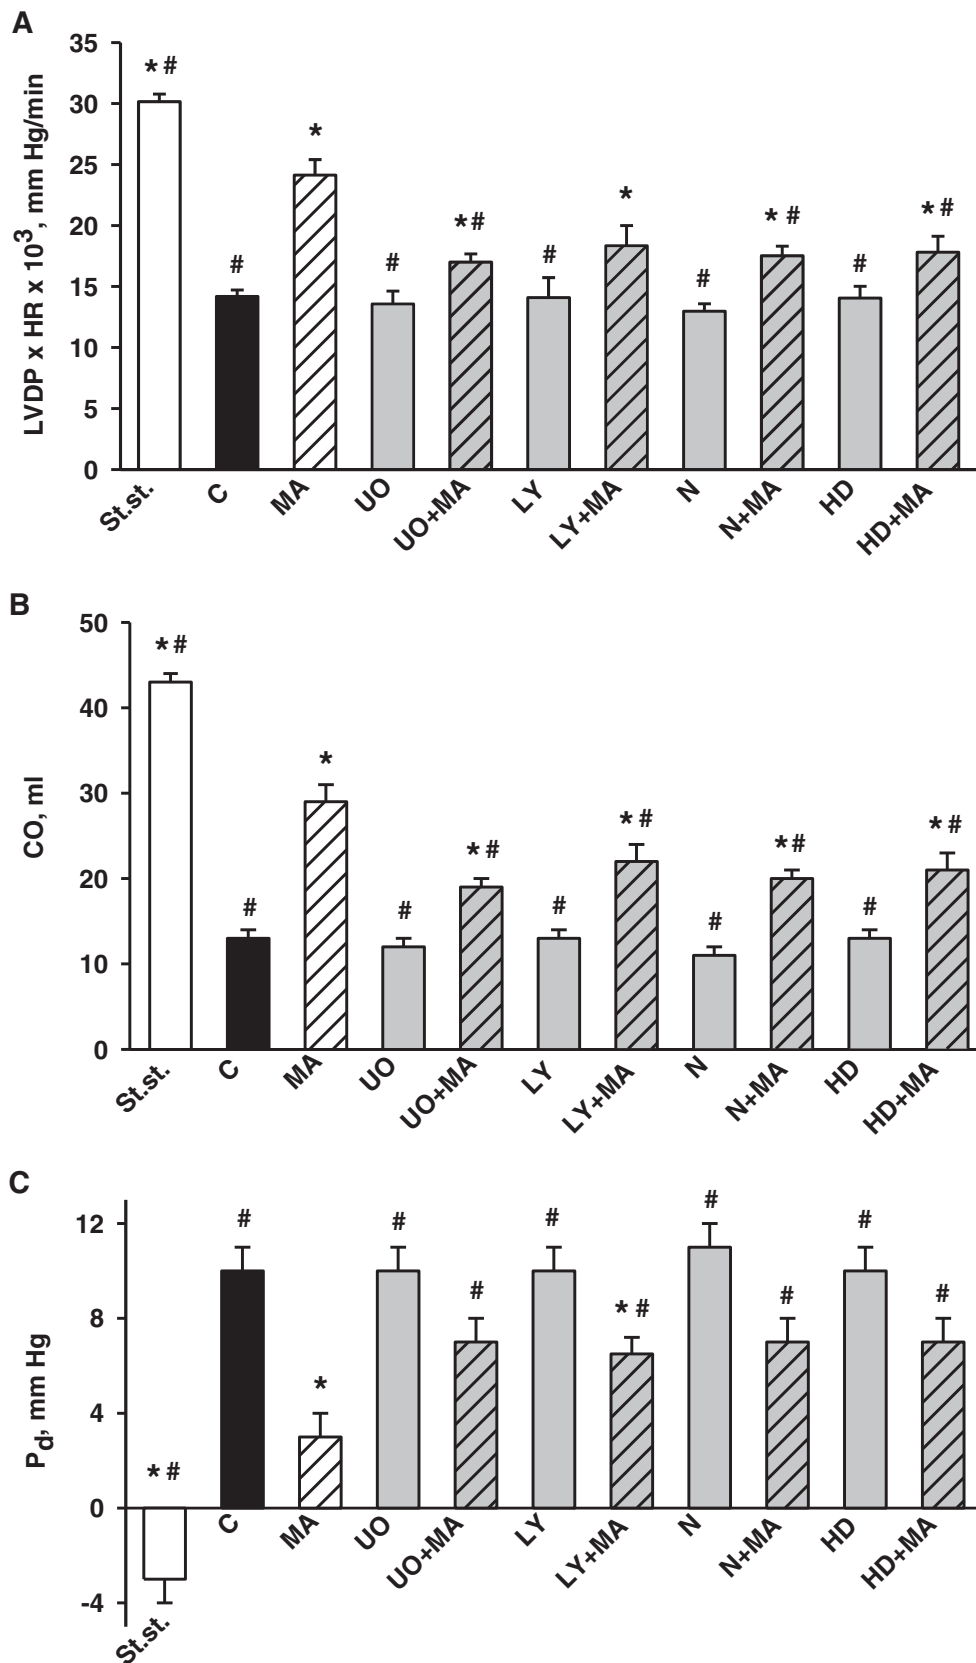 A
LVDP x HR x 10³, mm Hg/min
35
30
25
20
15
10
5
0
* #
#
*
#
* #
#
*
#
* #
#
* #
St.st.
C
MA
UO
UO+MA
LY
LY+MA
N
N+MA
HD
HD+MA
B
CO, ml
50
40
30
20
10
0
* #
#
*
#
* #
#
* #
#
* #
#
* #
St.st.
C
MA
UO
UO+MA
LY
LY+MA
N
N+MA
HD
HD+MA
C
Pd, mm Hg
12
8
4
0
-4
* #
#
*
#
#
#
* #
#
#
#
#
St.st.
C
MA
UO
UO+MA
LY
LY+MA
N
N+MA
HD
HD+MA